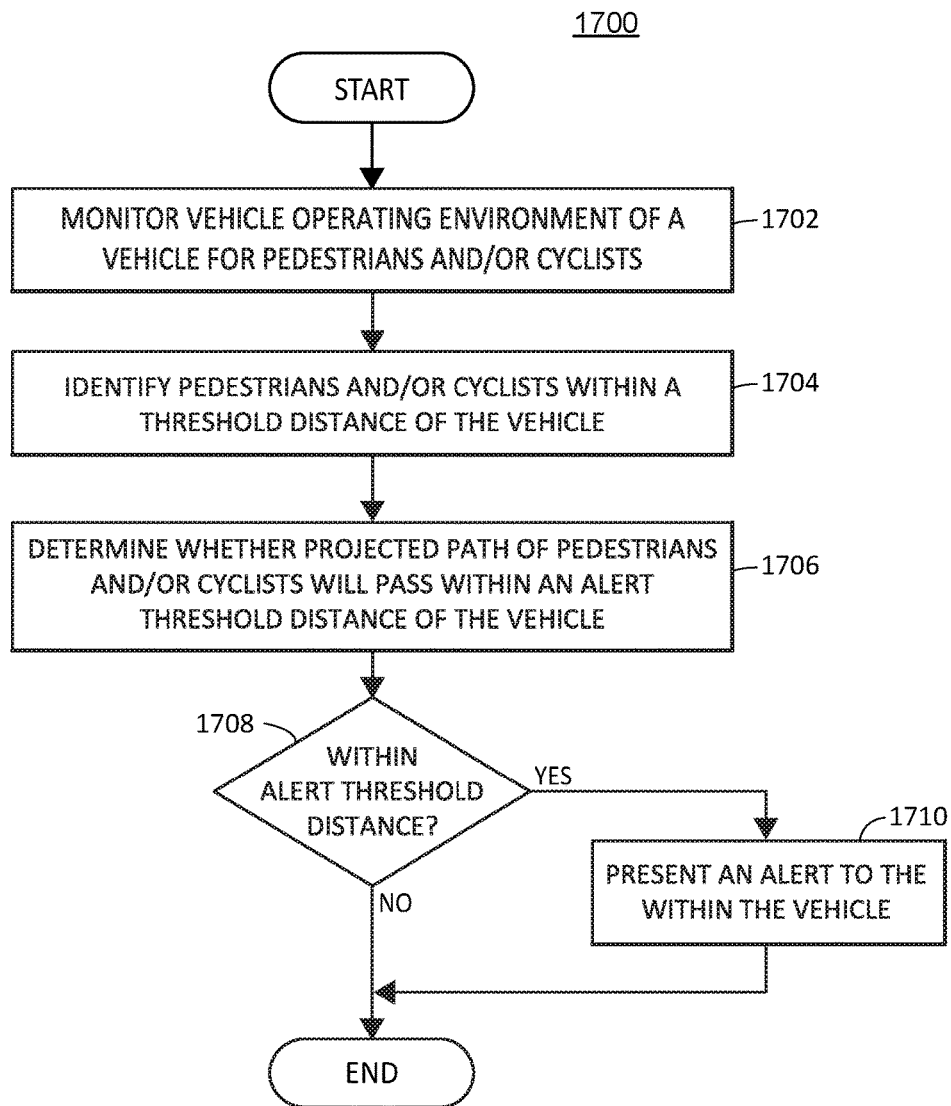 1700
START
MONITOR VEHICLE OPERATING ENVIRONMENT OF A
VEHICLE FOR PEDESTRIANS AND/OR CYCLISTS
1702
IDENTIFY PEDESTRIANS AND/OR CYCLISTS WITHIN A
THRESHOLD DISTANCE OF THE VEHICLE
1704
DETERMINE WHETHER PROJECTED PATH OF PEDESTRIANS
AND/OR CYCLISTS WILL PASS WITHIN AN ALERT
THRESHOLD DISTANCE OF THE VEHICLE
1706
1708
WITHIN
ALERT THRESHOLD
DISTANCE?
YES
1710
PRESENT AN ALERT TO THE
WITHIN THE VEHICLE
NO
END